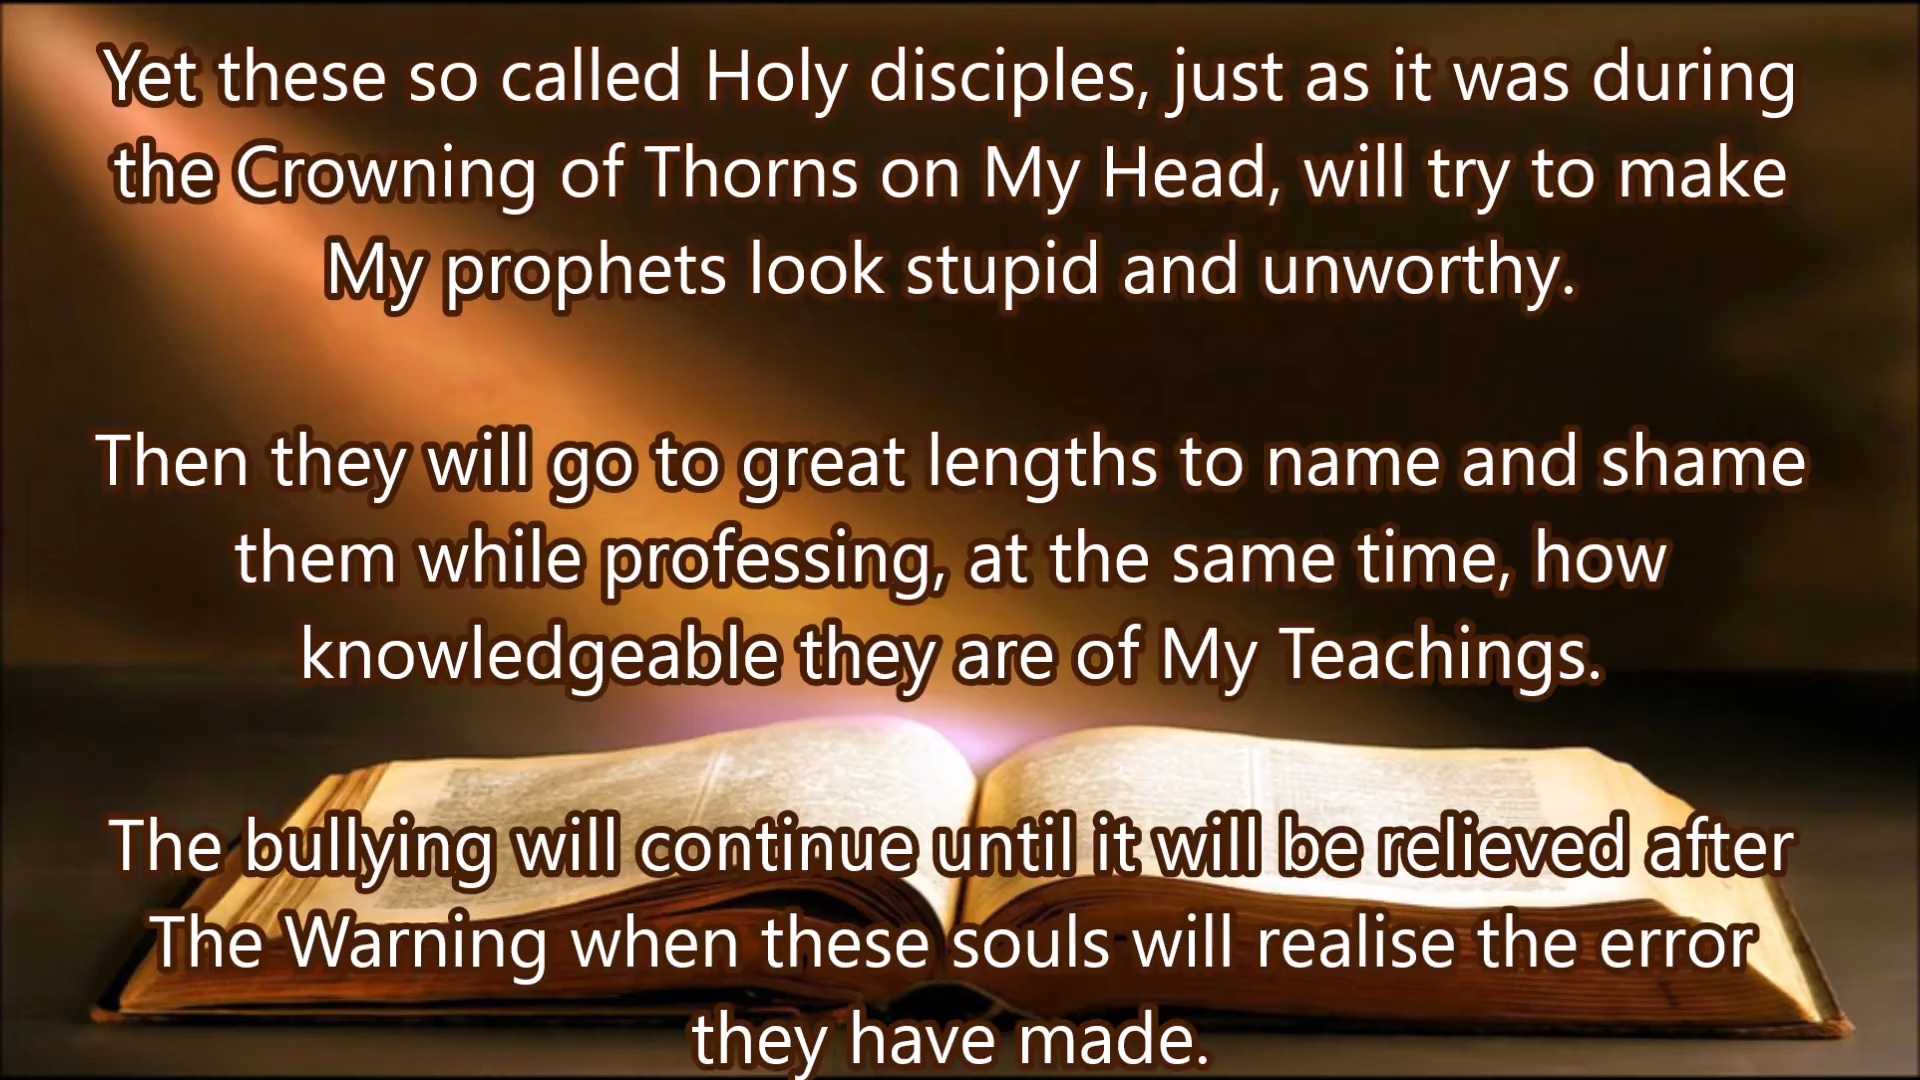 Yet these so called Holy disciples, just as it was during
the Crowning of Thorns on My Head, will try to make
My prophets look stupid and unworthy.
Then they will go to great lengths to name and shame
them while professing, at the same time, how
knowledgeable they are of My Teachings.
The bullying will continue until it will be relieved after
The Warning when these souls will realise the error
they have made.